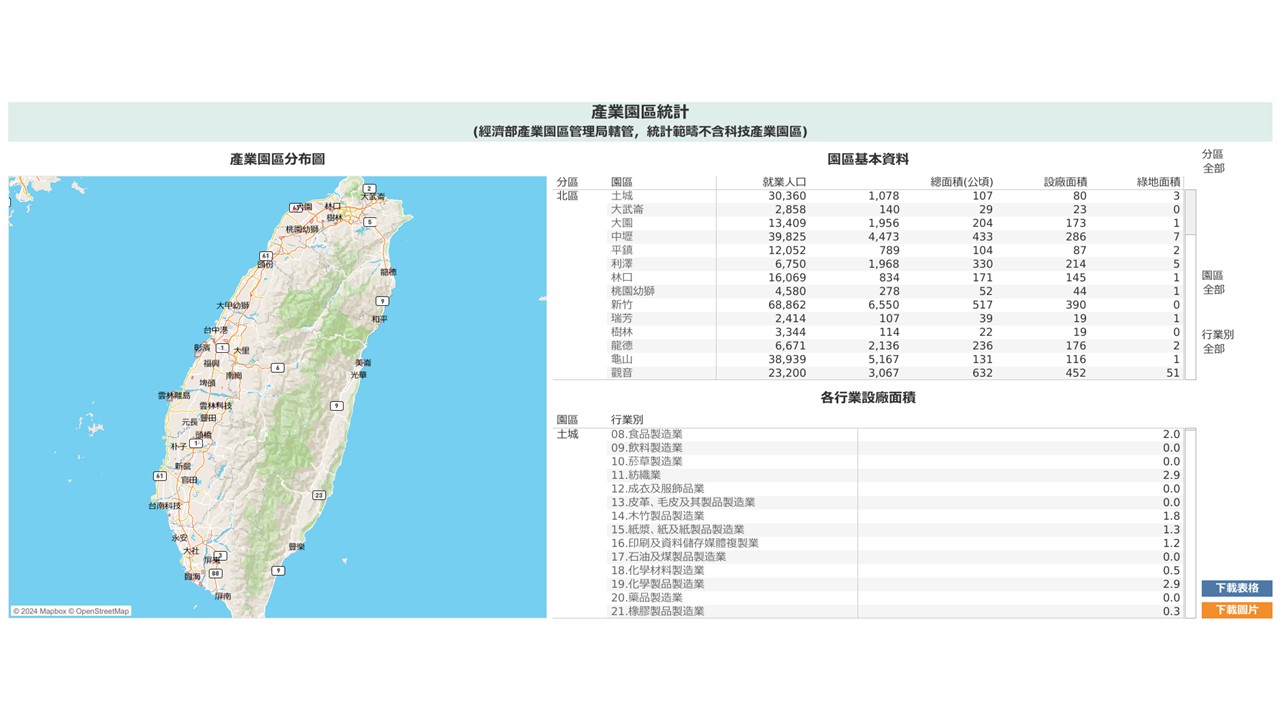 產業園區統計
(經濟部產業園區管理局轄管，統計範疇不含科技產業園區)
產業園區分布圖
2
大武崙
大園
林口
樹林
5
桃園幼獅
61
頭份
龍德
9
大甲幼獅
和平
台中港
彰濱
1
大里
福興
美崙
6
南崗
光華
埤頭
雲林離島
雲林科技
9
豐田
元長
頭橋
1
朴子
新營
61
官田
23
台南科技
永安
大社
豐樂
3
屏東
88
9
臨海
屏南
© 2024 Mapbox © OpenStreetMap
園區基本資料
分區 園區 就業人口 總面積(公頃) 設廠面積 綠地面積
北區 土城 30,360 1,078 107 80 3
大武崙 2,858 140 29 23 0
大園 13,409 1,956 204 173 1
中壢 39,825 4,473 433 286 7
平鎮 12,052 789 104 87 2
利澤 6,750 1,968 330 214 5
林口 16,069 834 171 145 1
桃園幼獅 4,580 278 52 44 1
新竹 68,862 6,550 517 390 0
瑞芳 2,414 107 39 19 1
樹林 3,344 114 22 19 0
龍德 6,671 2,136 236 176 2
龜山 38,939 5,167 131 116 1
觀音 23,200 3,067 632 452 51
各行業設廠面積
園區 行業別
土城 08.食品製造業 2.0
09.飲料製造業 0.0
10.菸草製造業 0.0
11.紡織業 2.9
12.成衣及服飾品業 0.0
13.皮革、毛皮及其製品製造業 0.0
14.木竹製品製造業 1.8
15.紙漿、紙及紙製品製造業 1.3
16.印刷及資料儲存媒體複製業 1.2
17.石油及煤製品製造業 0.0
18.化學材料製造業 0.5
19.化學製品製造業 2.9
20.藥品製造業 0.0
21.橡膠製品製造業 0.3
分區
全部
園區
全部
行業別
全部
下載表格
下載圖片